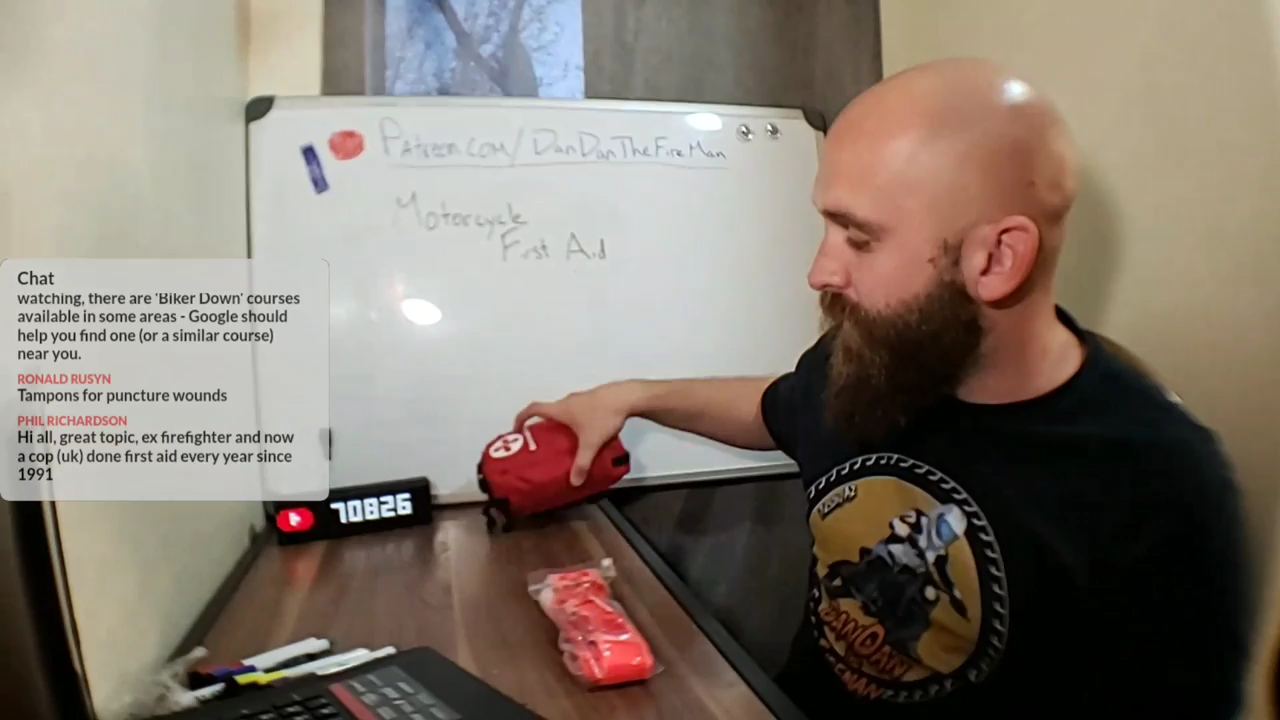 Patreon.com/DanDanTheFireMan
Motorcycle
First Aid
Chat
watching, there are 'Biker Down' courses
available in some areas - Google should
help you find one (or a similar course)
near you.
RONALD RUSYN
Tampons for puncture wounds
PHIL RICHARDSON
Hi all, great topic, ex firefighter and now
a cop (uk) done first aid every year since
1991
70826
DANDAN